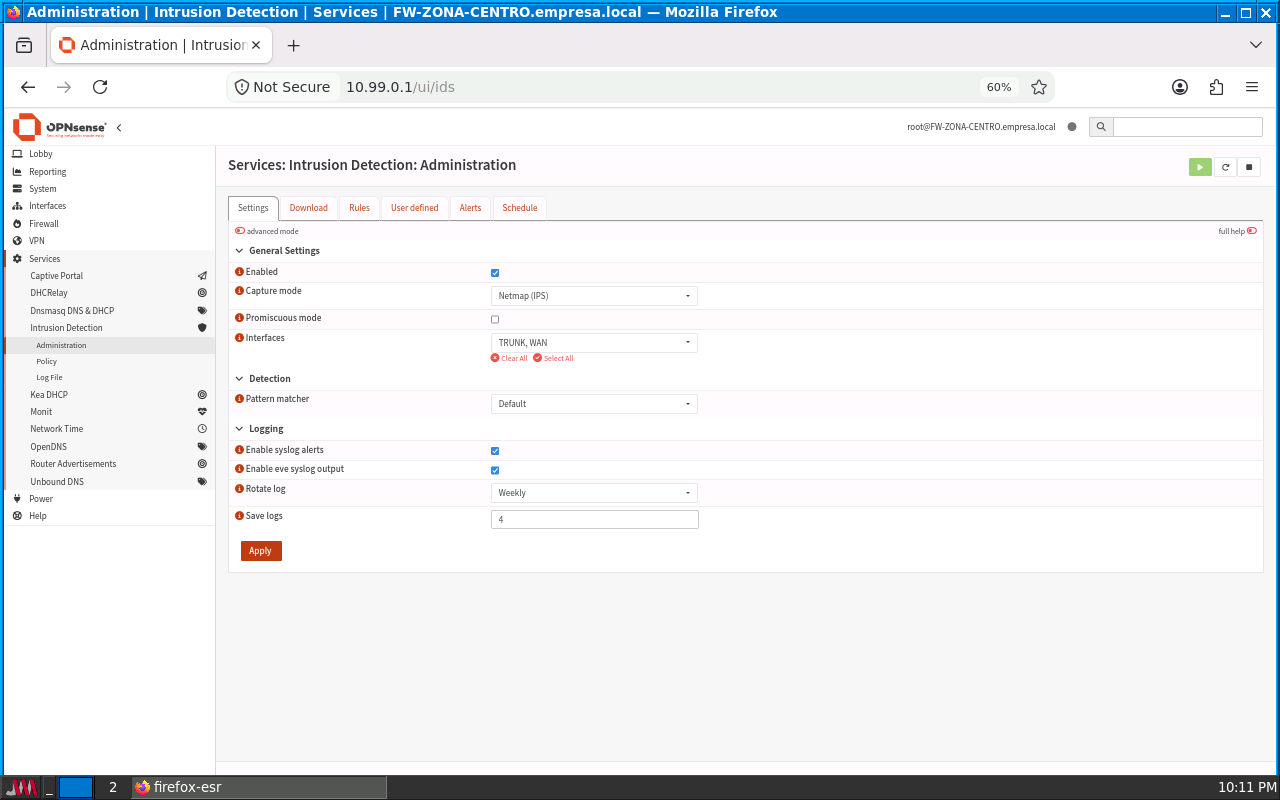 Administration | Intrusion Detection | Services | FW-ZONA-CENTRO.empresa.local — Mozilla Firefox
Administration | Intrusion
Not Secure
10.99.0.1/ui/ids
60%
OPNsense
root@FW-ZONA-CENTRO.empresa.local
Lobby
Reporting
System
Interfaces
Firewall
VPN
Services
Captive Portal
DHCRelay
Dnsmasq DNS & DHCP
Intrusion Detection
Administration
Policy
Log File
Kea DHCP
Monit
Network Time
OpenDNS
Router Advertisements
Unbound DNS
Power
Help
Services: Intrusion Detection: Administration
Settings
Download
Rules
User defined
Alerts
Schedule
advanced mode
full help
General Settings
Enabled
Capture mode
Netmap (IPS)
Promiscuous mode
Interfaces
TRUNK, WAN
Clear All
Select All
Detection
Pattern matcher
Default
Logging
Enable syslog alerts
Enable eve syslog output
Rotate log
Weekly
Save logs
4
Apply
2
firefox-esr
10:11 PM